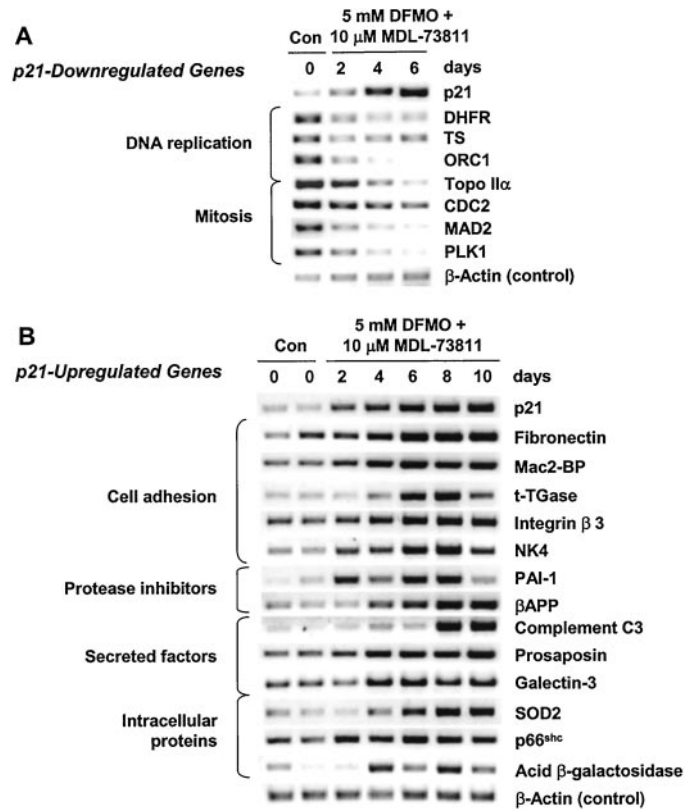 A
5 mM DFMO +
Con 10 μM MDL-73811
p21-Downregulated Genes 0 2 4 6 days
p21
DHFR
DNA replication TS
ORC1
Topo IIα
CDC2
Mitosis
MAD2
PLK1
β-Actin (control)
B
5 mM DFMO +
Con 10 μM MDL-73811
p21-Upregulated Genes 0 0 2 4 6 8 10 days
p21
Fibronectin
Mac2-BP
Cell adhesion
t-TGase
Integrin β 3
NK4
PAI-1
Protease inhibitors
βAPP
Complement C3
Secreted factors Prosaposin
Galectin-3
SOD2
Intracellular
proteins
p66shc
Acid β-galactosidase
β-Actin (control)